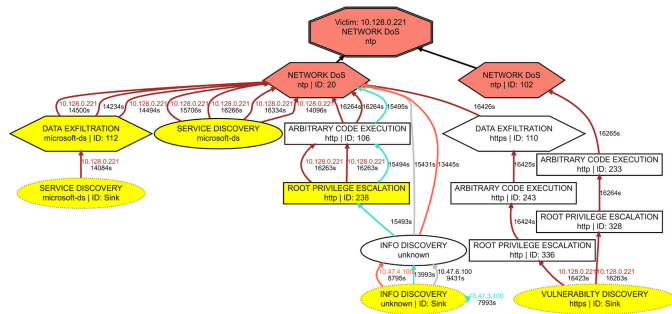 Victim: 10.128.0.221
NETWORK DoS
ntp
NETWORK DoS
ntp | ID: 20
NETWORK DoS
ntp | ID: 102
10.128.0.221
14500s
14234s
10.128.0.221
14494s
10.128.0.221
15706s
10.128.0.221
16266s
10.128.0.221
16334s
10.128.0.221
14096s
16264s
16264s
15495s
16426s
DATA EXFILTRATION
microsoft-ds | ID: 112
SERVICE DISCOVERY
microsoft-ds
ARBITRARY CODE EXECUTION
http | ID: 106
DATA EXFILTRATION
https | ID: 110
16265s
10.128.0.221
14084s
10.128.0.221
16263s
10.128.0.221
16263s
15494s
15431s
13445s
16425s
ARBITRARY CODE EXECUTION
http | ID: 233
SERVICE DISCOVERY
microsoft-ds | ID: Sink
ROOT PRIVILEGE ESCALATION
http | ID: 238
ARBITRARY CODE EXECUTION
http | ID: 243
16264s
15493s
16424s
ROOT PRIVILEGE ESCALATION
http | ID: 328
INFO DISCOVERY
unknown
ROOT PRIVILEGE ESCALATION
http | ID: 336
10.47.4.100
8795s
13993s
10.47.6.100
9431s
10.128.0.221
16423s
10.128.0.221
16263s
INFO DISCOVERY
unknown | ID: Sink
10.47.3.100
7993s
VULNERABILTY DISCOVERY
https | ID: Sink